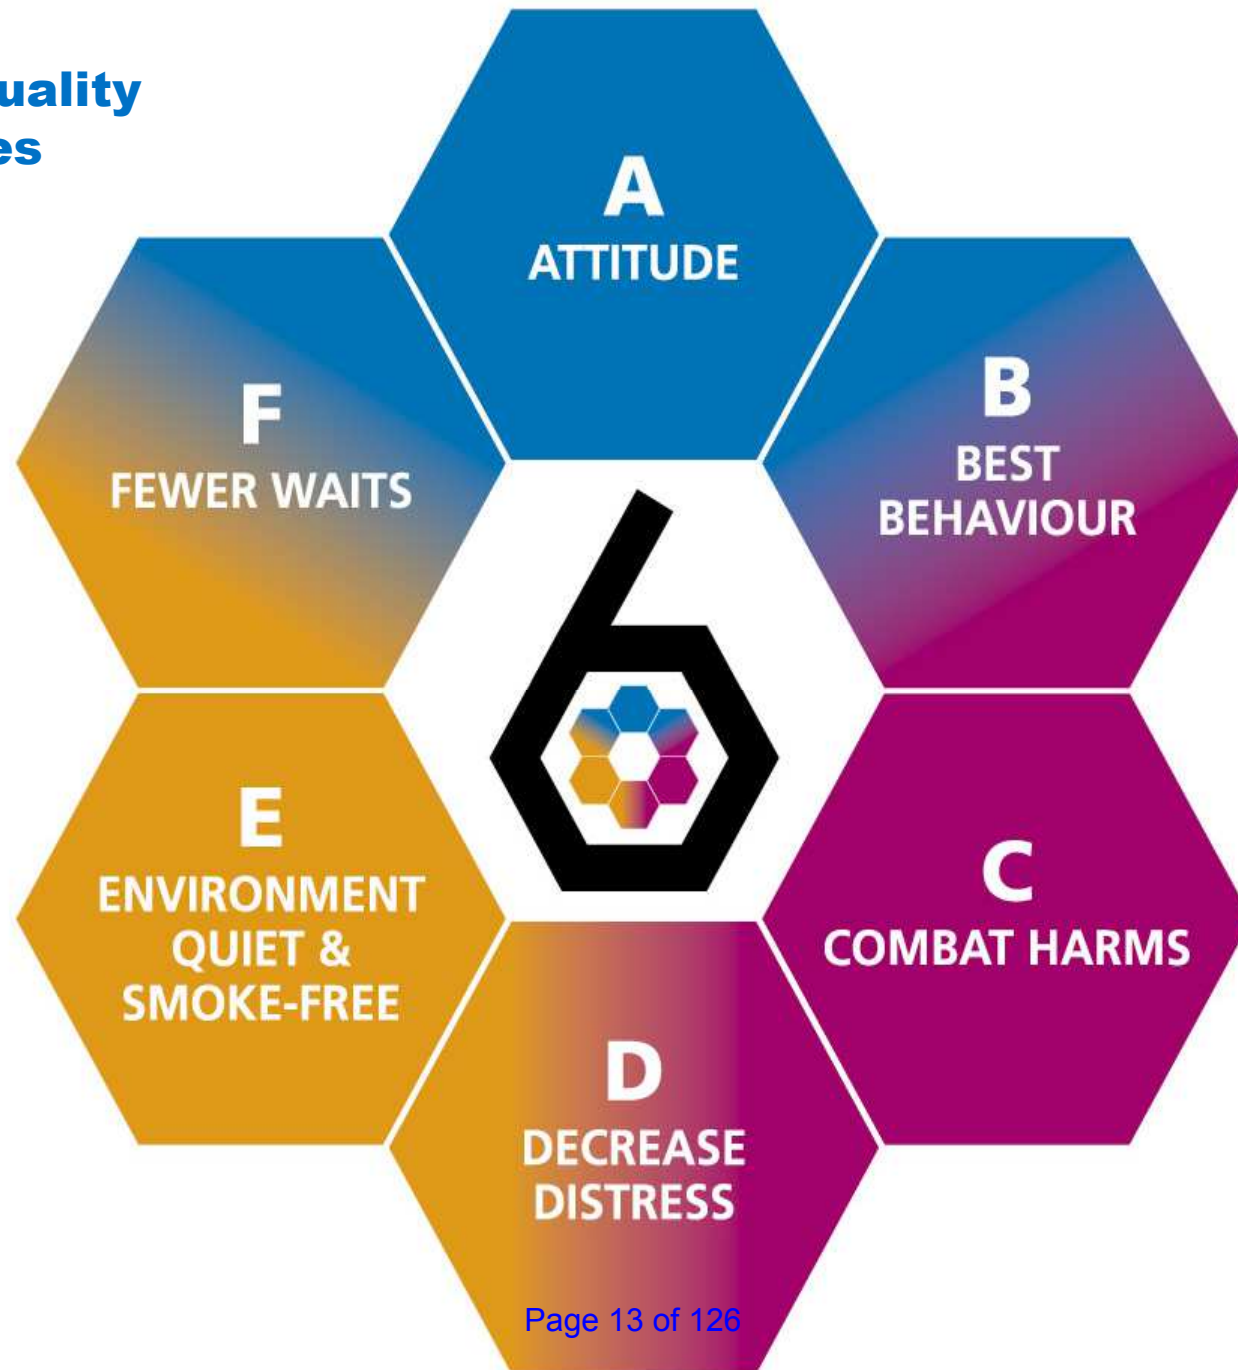 uality
es
A
ATTITUDE
B
BEST
BEHAVIOUR
C
COMBAT HARMS
D
DECREASE
DISTRESS
E
ENVIRONMENT
QUIET &
SMOKE-FREE
F
FEWER WAITS
6
Page 13 of 126